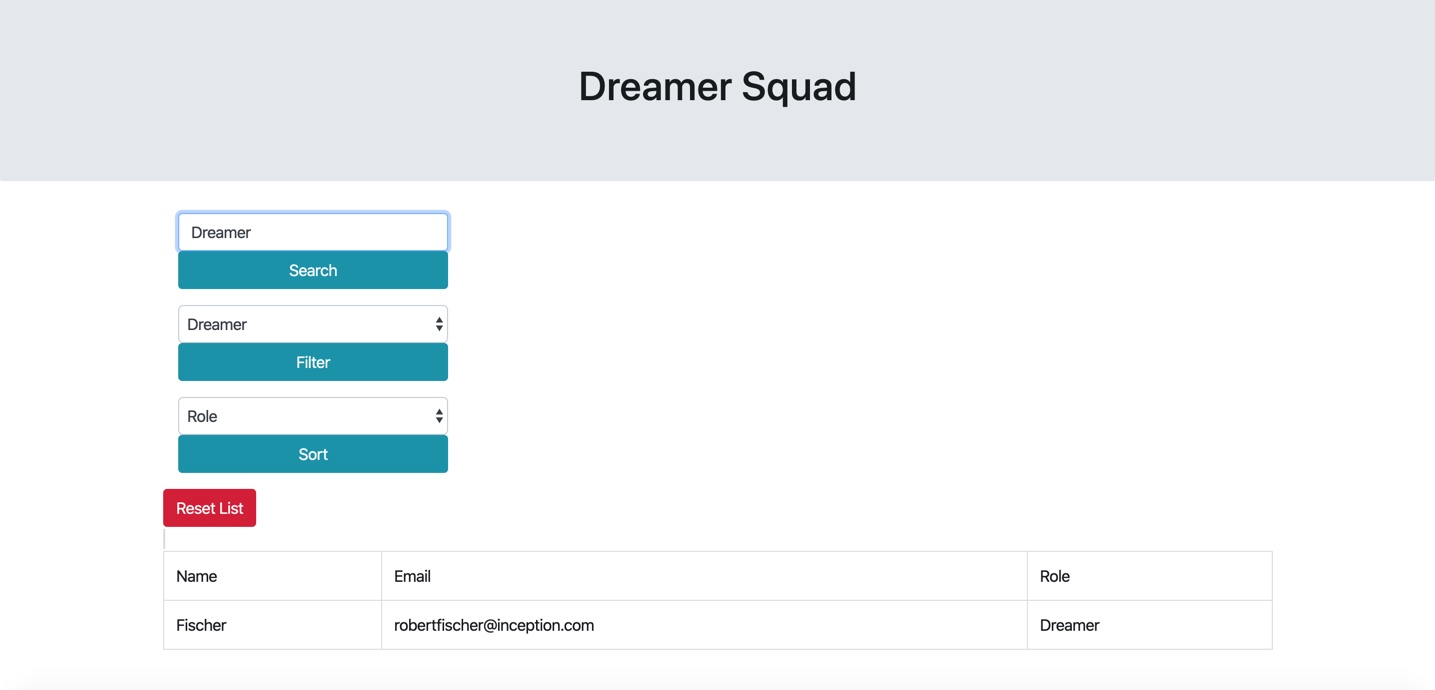 Dreamer Squad
Dreamer
Search
Dreamer
Filter
Role
Sort
Reset List
Name Email Role
Fischer robertfischer@inception.com Dreamer